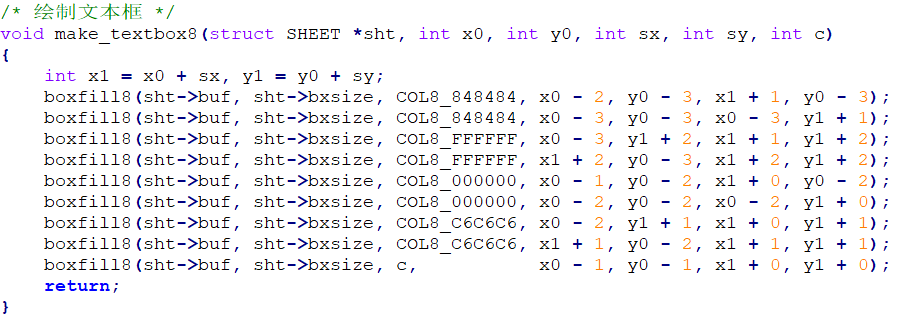 /* 绘制文本框 */
void make_textbox8(struct SHEET *sht, int x0, int y0, int sx, int sy, int c)
{
    int x1 = x0 + sx, y1 = y0 + sy;
    boxfill8(sht->buf, sht->bxsize, COL8_848484, x0 - 2, y0 - 3, x1 + 1, y0 - 3);
    boxfill8(sht->buf, sht->bxsize, COL8_848484, x0 - 3, y0 - 3, x0 - 3, y1 + 1);
    boxfill8(sht->buf, sht->bxsize, COL8_FFFFFF, x0 - 3, y1 + 2, x1 + 1, y1 + 2);
    boxfill8(sht->buf, sht->bxsize, COL8_FFFFFF, x1 + 2, y0 - 3, x1 + 2, y1 + 2);
    boxfill8(sht->buf, sht->bxsize, COL8_000000, x0 - 1, y0 - 2, x1 + 0, y0 - 2);
    boxfill8(sht->buf, sht->bxsize, COL8_000000, x0 - 2, y0 - 2, x0 - 2, y1 + 0);
    boxfill8(sht->buf, sht->bxsize, COL8_C6C6C6, x0 - 2, y1 + 1, x1 + 0, y1 + 1);
    boxfill8(sht->buf, sht->bxsize, COL8_C6C6C6, x1 + 1, y0 - 2, x1 + 1, y1 + 1);
    boxfill8(sht->buf, sht->bxsize, c,           x0 - 1, y0 - 1, x1 + 0, y1 + 0);
    return;
}